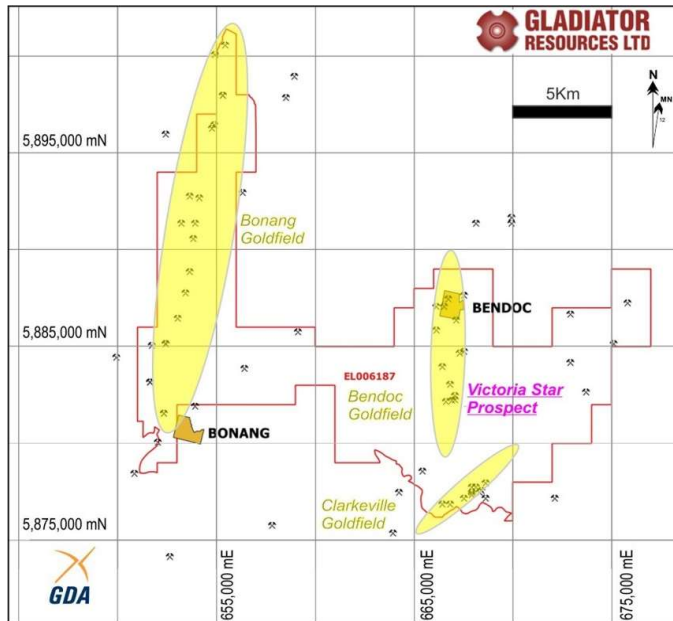 GLADIATOR
RESOURCES LTD
5Km
N
MN
12
5,895,000 mN
Bonang
Goldfield
BENDOC
5,885,000 mN
EL006187
Bendoc
Goldfield
Victoria Star
Prospect
BONANG
Clarkeville
Goldfield
5,875,000 mN
GDA
655,000 mE
665,000 mE
675,000 mE